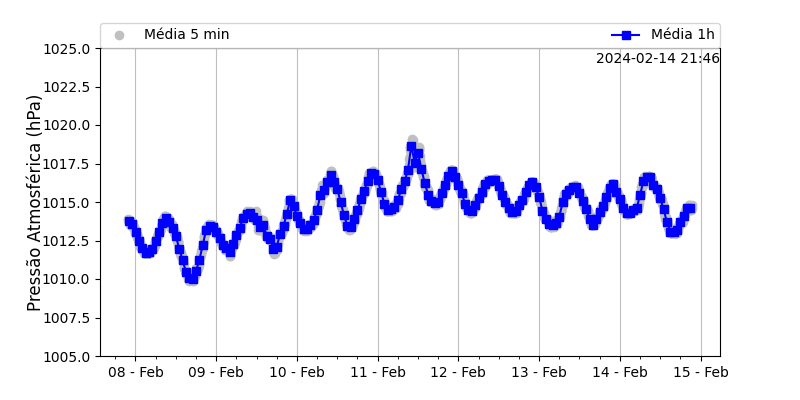 Média 5 min
Média 1h
2024-02-14 21:46
Pressão Atmosférica (hPa)
1025.0
1022.5
1020.0
1017.5
1015.0
1012.5
1010.0
1007.5
1005.0
08 - Feb
09 - Feb
10 - Feb
11 - Feb
12 - Feb
13 - Feb
14 - Feb
15 - Feb